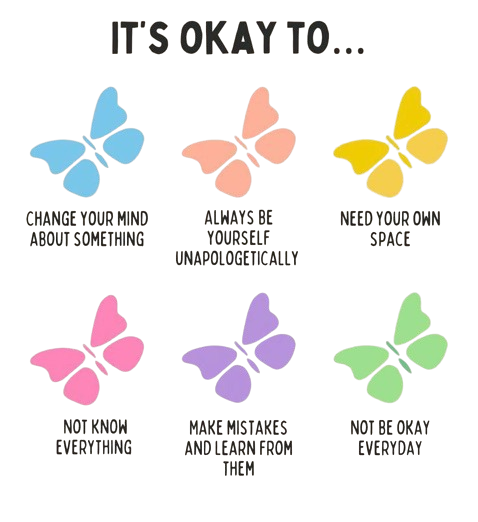 IT'S OKAY TO...
CHANGE YOUR MIND
ABOUT SOMETHING
ALWAYS BE
YOURSELF
UNAPOLOGETICALLY
NEED YOUR OWN
SPACE
NOT KNOW
EVERYTHING
MAKE MISTAKES
AND LEARN FROM
THEM
NOT BE OKAY
EVERYDAY